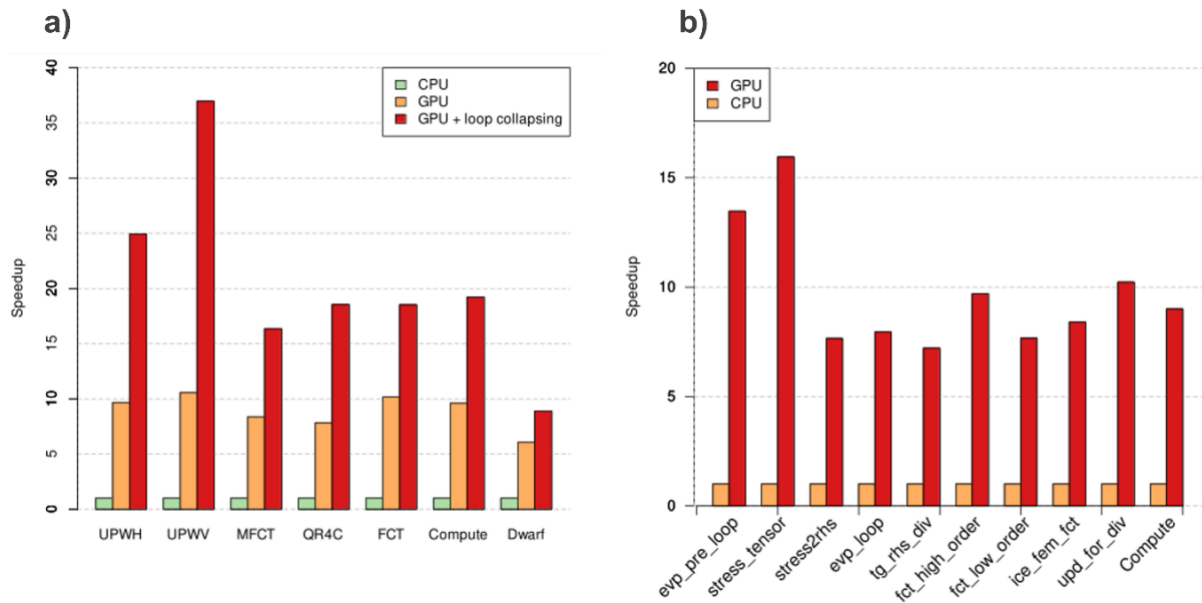 a)
40
35
30
25
20
15
10
5
0
Speedup
CPU
GPU
GPU + loop collapsing
UPWH
UPWV
MFCT
QR4C
FCT
Compute
Dwarf
b)
20
15
10
5
0
Speedup
GPU
CPU
evp_pre_loop
stress_tensor
stress2rhs
evp_loop
tg_rhs_div
fct_high_order
fct_low_order
ice_fem_fct
upd_for_div
Compute